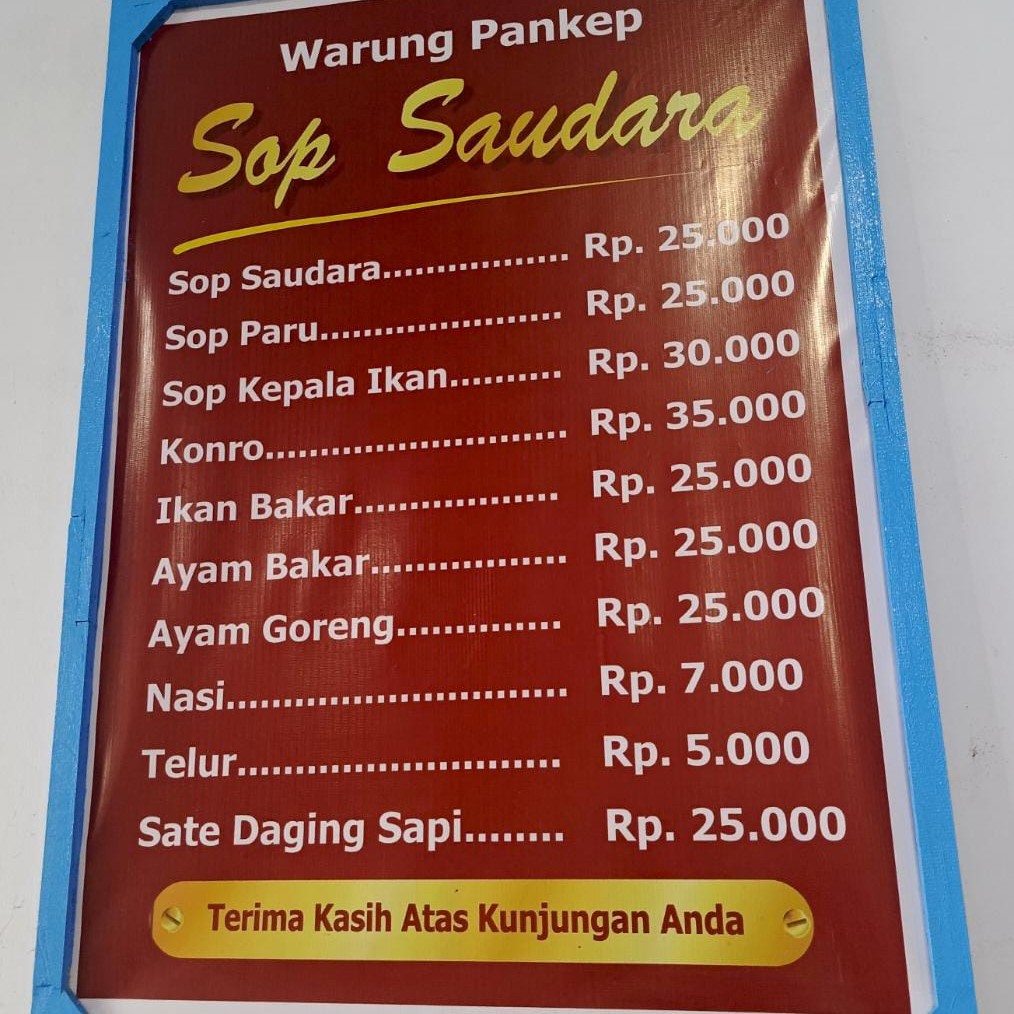 Warung Pankep
Sop Saudara
Sop Saudara................. Rp. 25.000
Sop Paru...................... Rp. 25.000
Sop Kepala Ikan.......... Rp. 30.000
Konro........................... Rp. 35.000
Ikan Bakar................... Rp. 25.000
Ayam Bakar................. Rp. 25.000
Ayam Goreng.............. Rp. 25.000
Nasi............................. Rp. 7.000
Telur............................ Rp. 5.000
Sate Daging Sapi........ Rp. 25.000
Terima Kasih Atas Kunjungan Anda